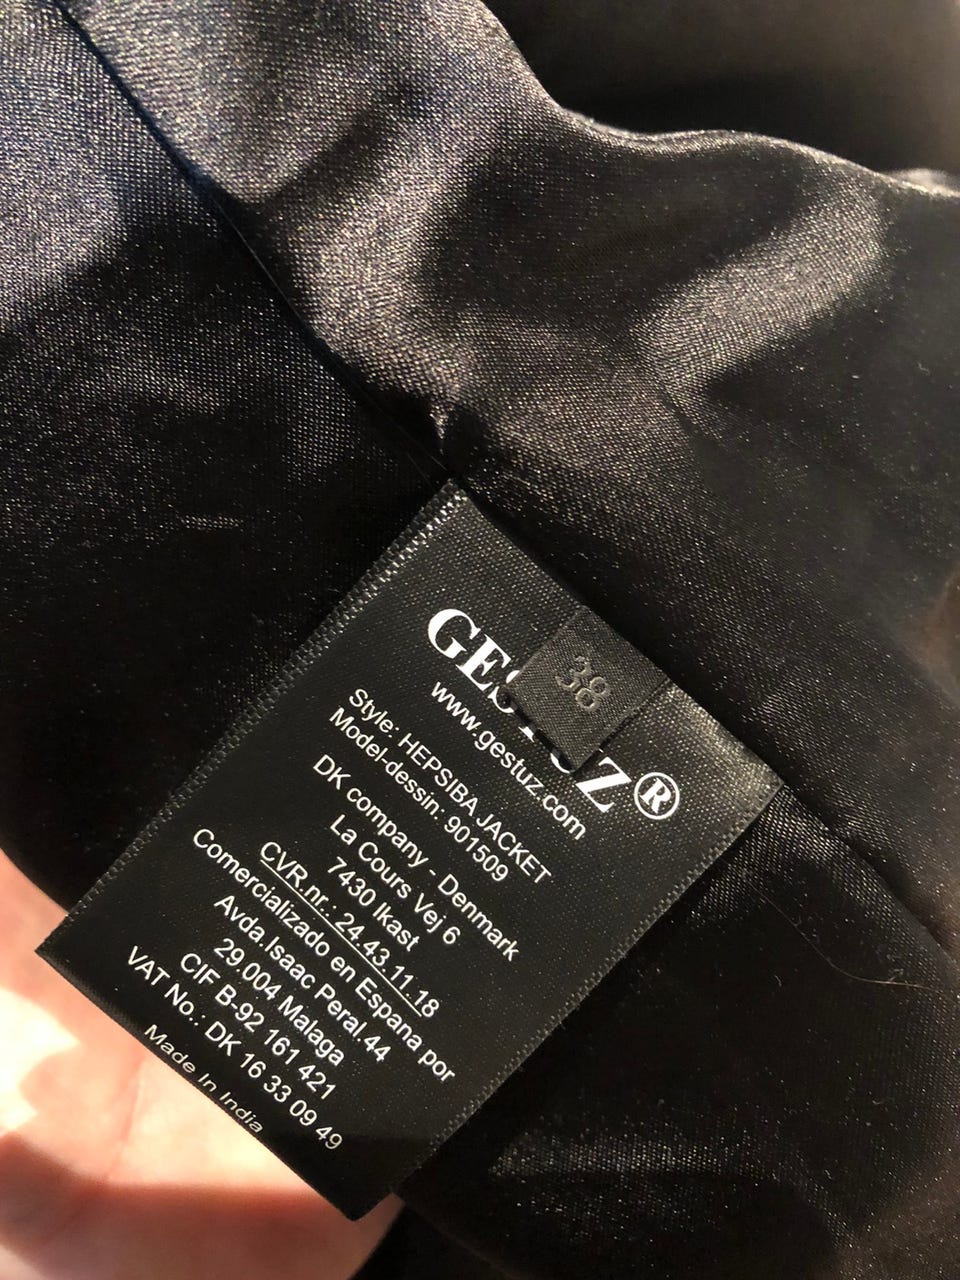 GESTUZ®
38
www.gestuz.com
Style: HEPSIBA JACKET
Model-dessin: 901509
DK company - Denmark
La Cours Vej 6
7430 Ikast
CVR.nr.: 24.43.11.18
Comercializado en Espana por
Avda.Isaac Peral.44
29.004 Malaga
CIF B-92 161 421
VAT No.: DK 16 33 09 49
Made In India